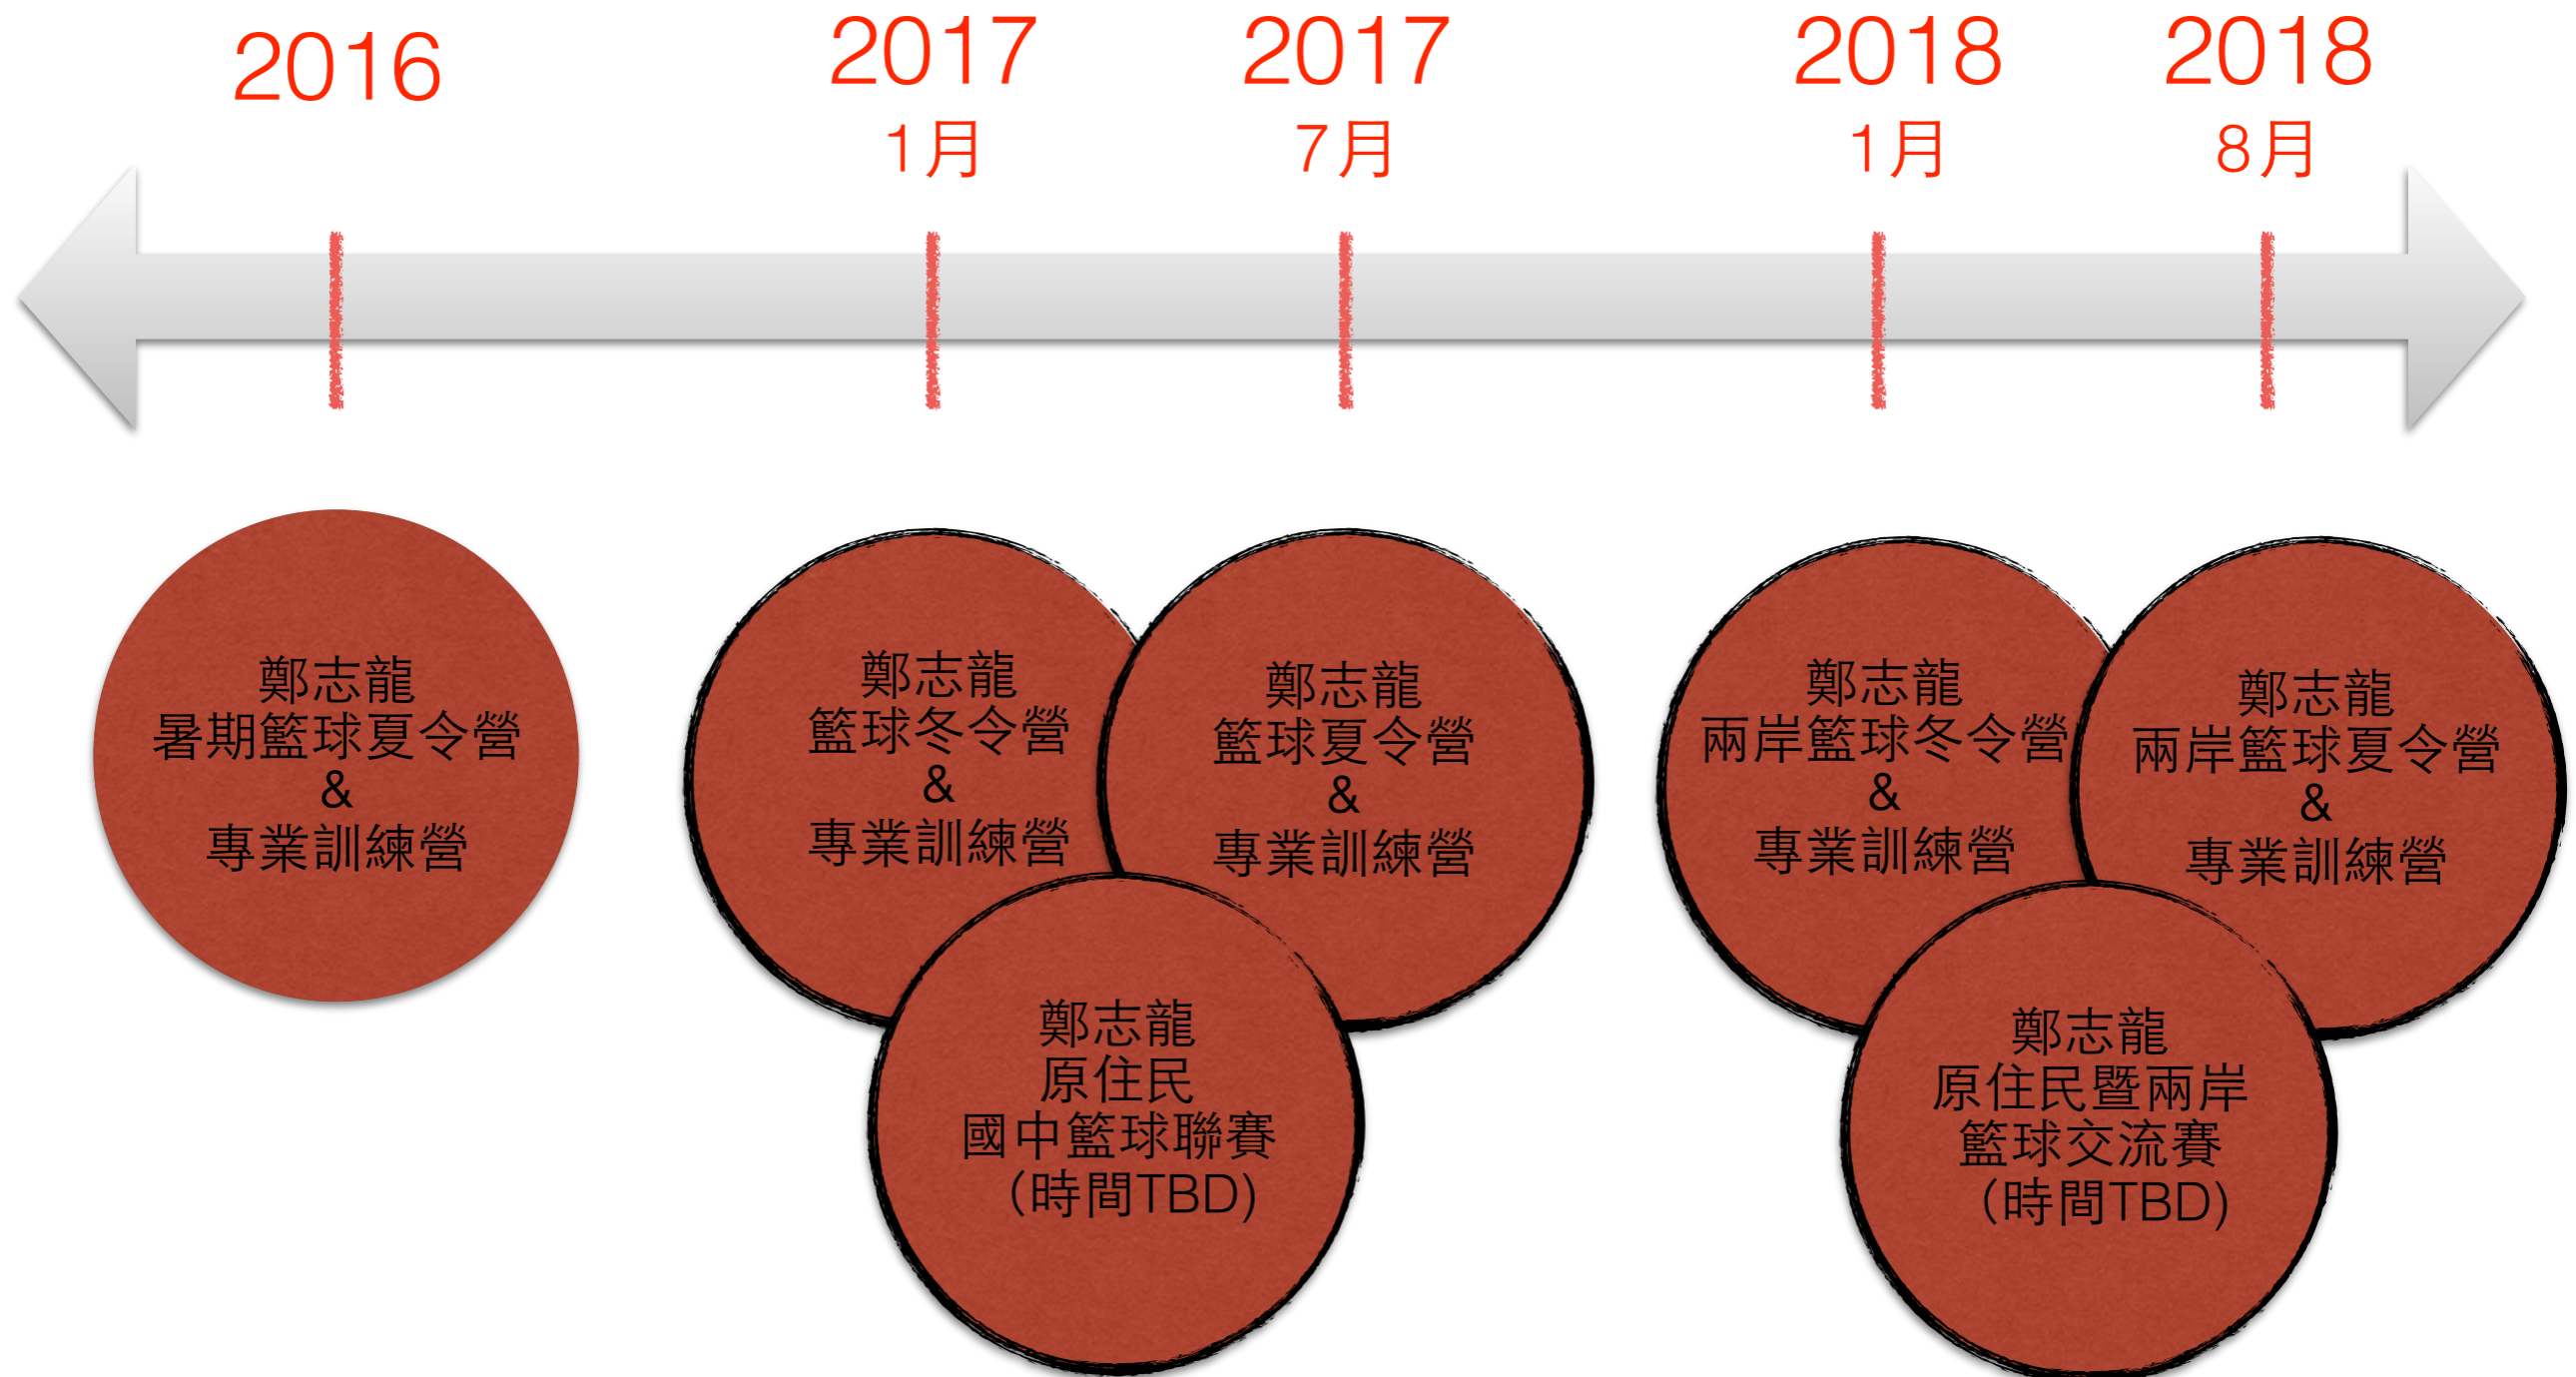 2016
2017
1月
2017
7月
2018
1月
2018
8月
鄭志龍
暑期籃球夏令營
&
專業訓練營
鄭志龍
籃球冬令營
&
專業訓練營
鄭志龍
籃球夏令營
&
專業訓練營
鄭志龍
原住民
國中籃球聯賽
(時間TBD)
鄭志龍
兩岸籃球冬令營
&
專業訓練營
鄭志龍
兩岸籃球夏令營
&
專業訓練營
鄭志龍
原住民暨兩岸
籃球交流賽
(時間TBD)